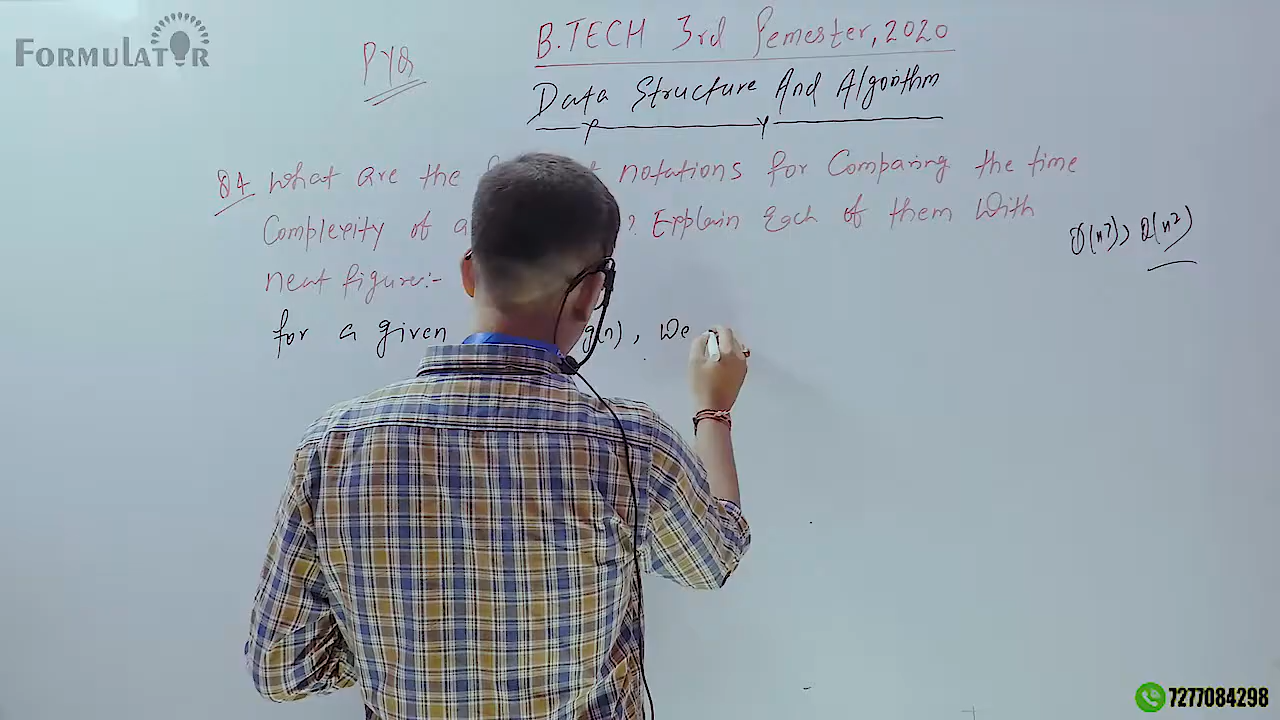 FORMULATOR
PYQ
B.TECH 3rd Semester, 2020
Data Structure And Algorithm
Q4 What are the notations for Comparing the time
Complexity of a ? Explain Each of them With
neat figure:-
O(n²), Ω(n²)
for a given g(n), We
7277084298